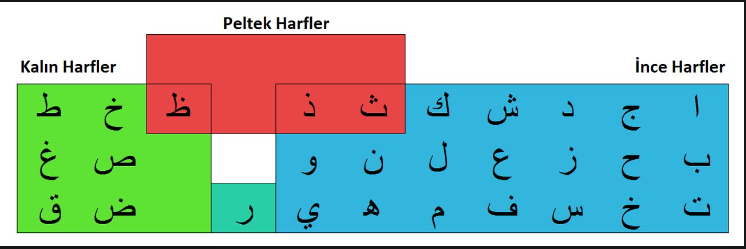 Peltek Harfler
Kalın Harfler
İnce Harfler
ا ج د ش ك ث ذ ظ خ ط
ب ح ز ع ل ن و ص غ
ت خ س ف م ه ي ر ض ق